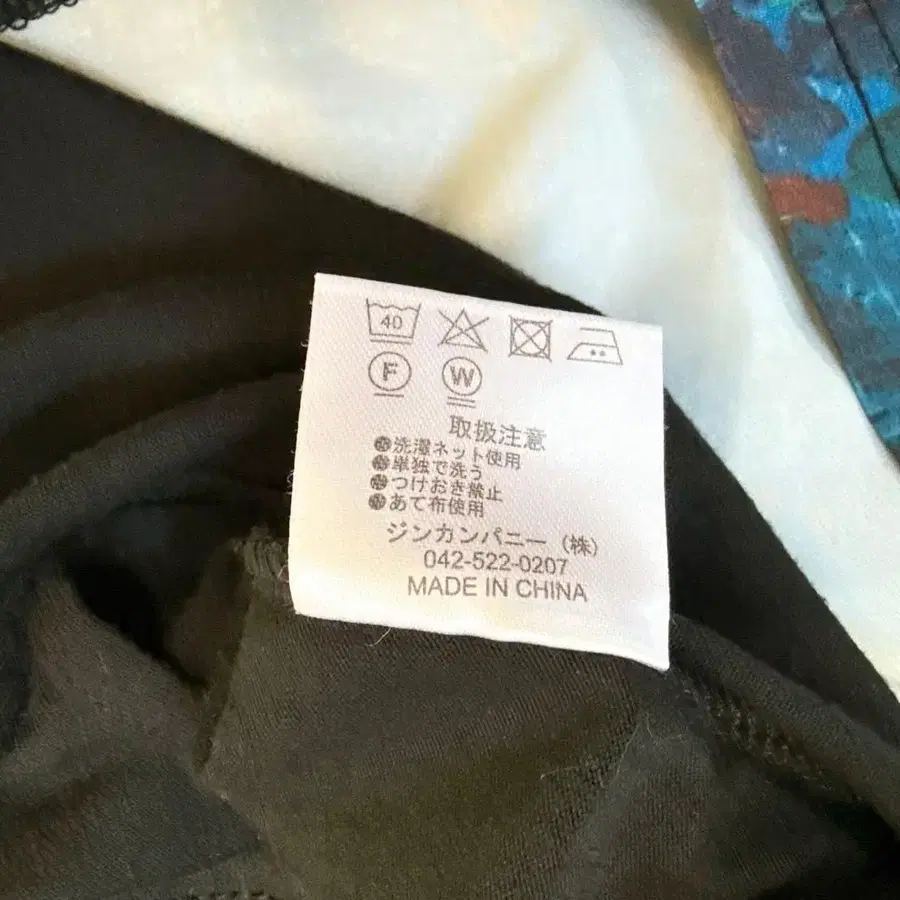 40
F W
取扱注意
●洗濯ネット使用
●単独で洗う
●つけおき禁止
●あて布使用
ジンカンパニー（株）
042-522-0207
MADE IN CHINA